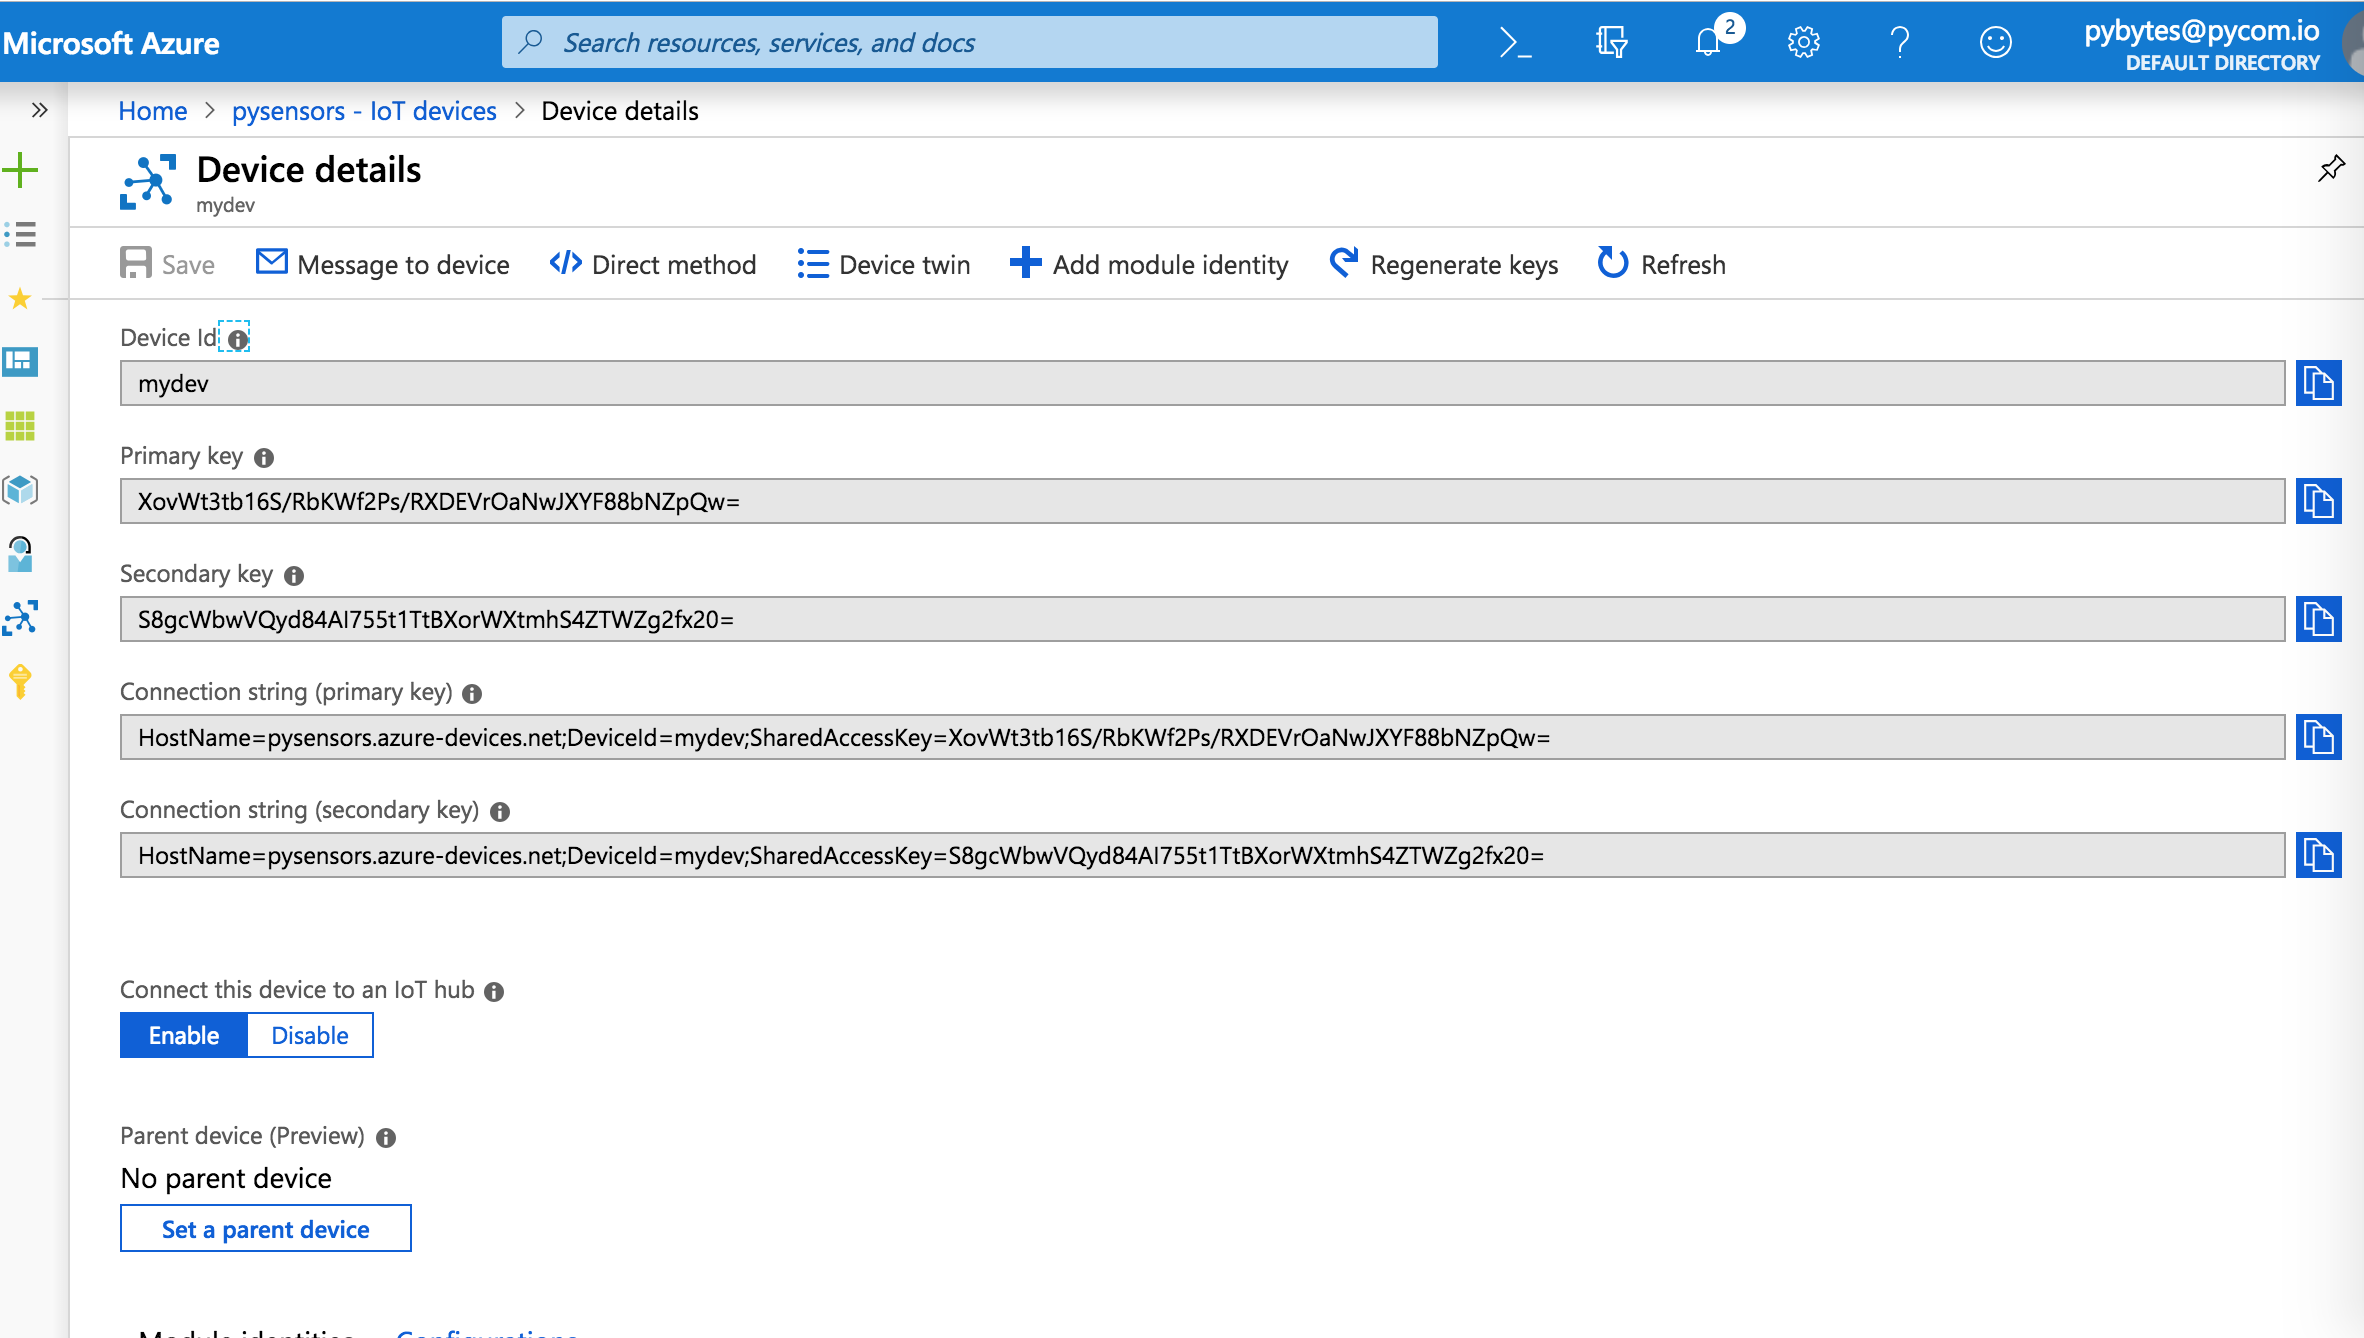 Microsoft Azure
Search resources, services, and docs
2
pybytes@pycom.io
DEFAULT DIRECTORY
Home > pysensors - IoT devices > Device details
Device details
mydev
Save Message to device Direct method Device twin Add module identity Regenerate keys Refresh
Device Id
mydev
Primary key
XovWt3tb16S/RbKWf2Ps/RXDEVrOaNwJXYF88bNZpQw=
Secondary key
S8gcWbwVQyd84AI755t1TtBXorWXtmhS4ZTWZg2fx20=
Connection string (primary key)
HostName=pysensors.azure-devices.net;DeviceId=mydev;SharedAccessKey=XovWt3tb16S/RbKWf2Ps/RXDEVrOaNwJXYF88bNZpQw=
Connection string (secondary key)
HostName=pysensors.azure-devices.net;DeviceId=mydev;SharedAccessKey=S8gcWbwVQyd84AI755t1TtBXorWXtmhS4ZTWZg2fx20=
Connect this device to an IoT hub
Enable Disable
Parent device (Preview)
No parent device
Set a parent device
Module identities Configurations